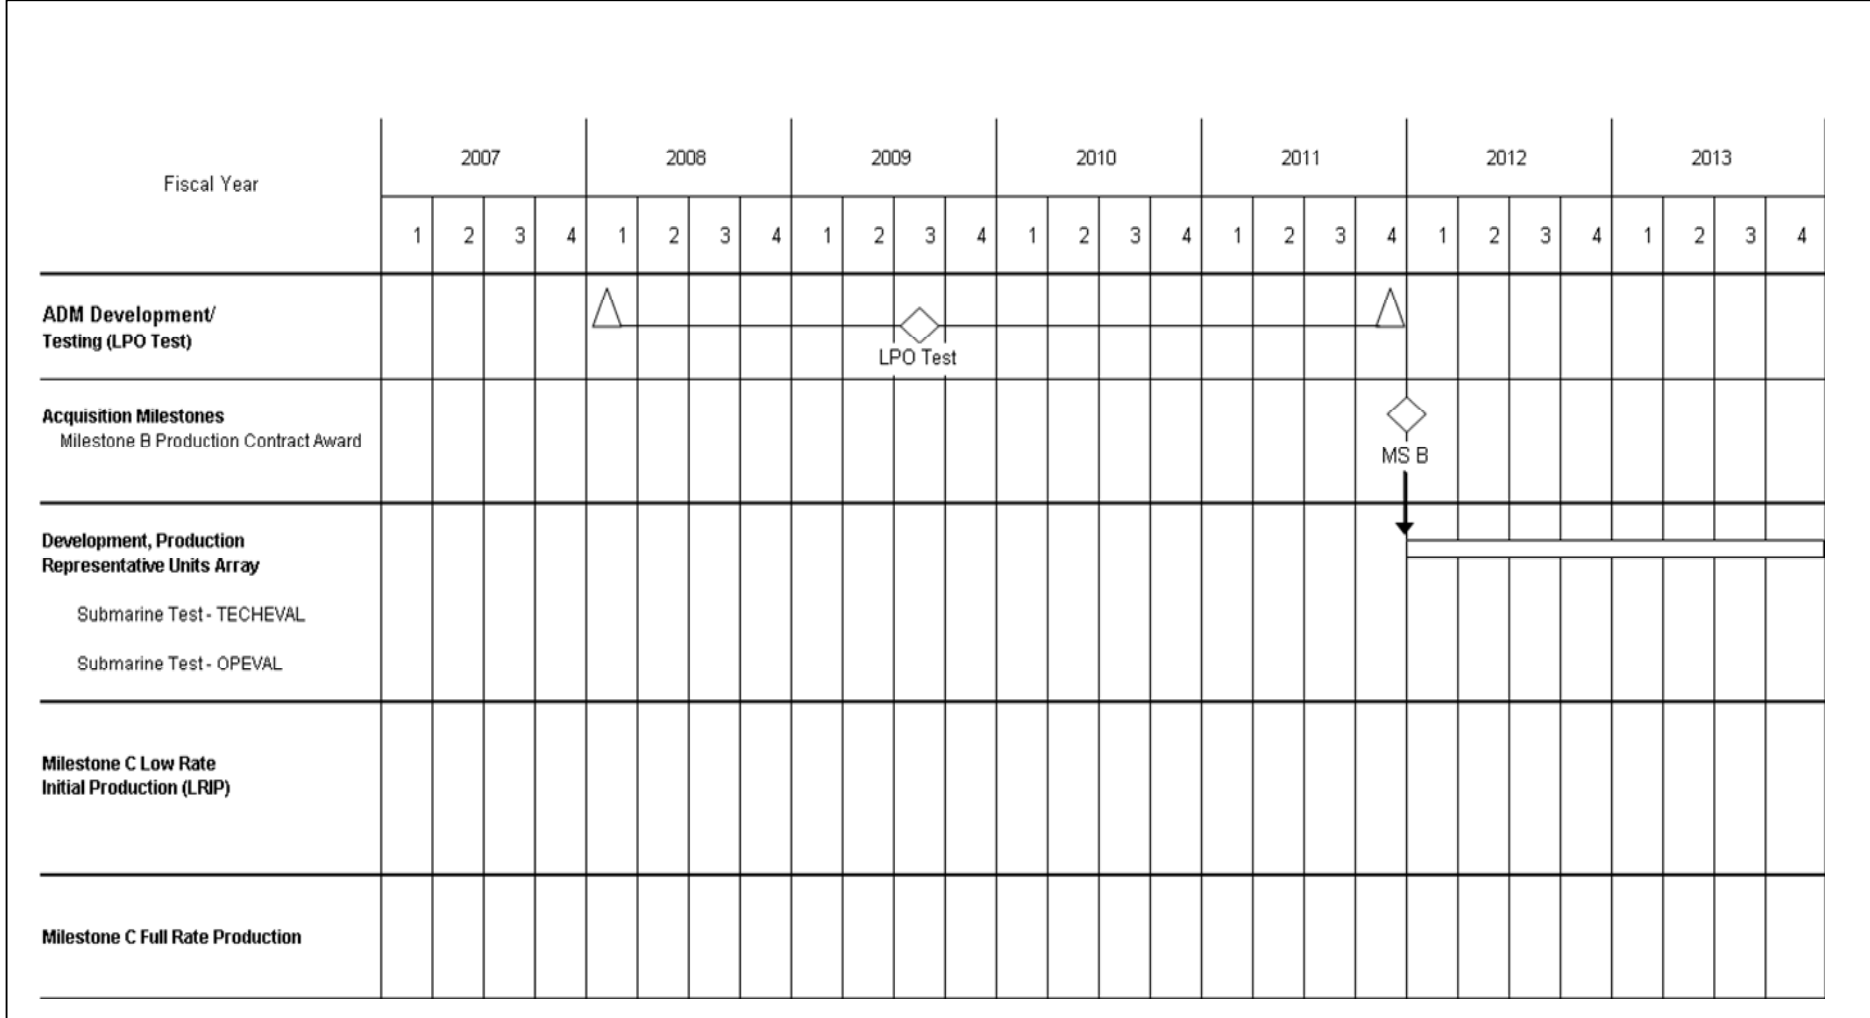 Fiscal Year
2007 2008 2009 2010 2011 2012 2013
1 2 3 4 1 2 3 4 1 2 3 4 1 2 3 4 1 2 3 4 1 2 3 4 1 2 3 4
ADM Development/
Testing (LPO Test)
LPO Test
Acquisition Milestones
Milestone B Production Contract Award
MS B
Development, Production
Representative Units Array
Submarine Test - TECHEVAL
Submarine Test - OPEVAL
Milestone C Low Rate
Initial Production (LRIP)
Milestone C Full Rate Production